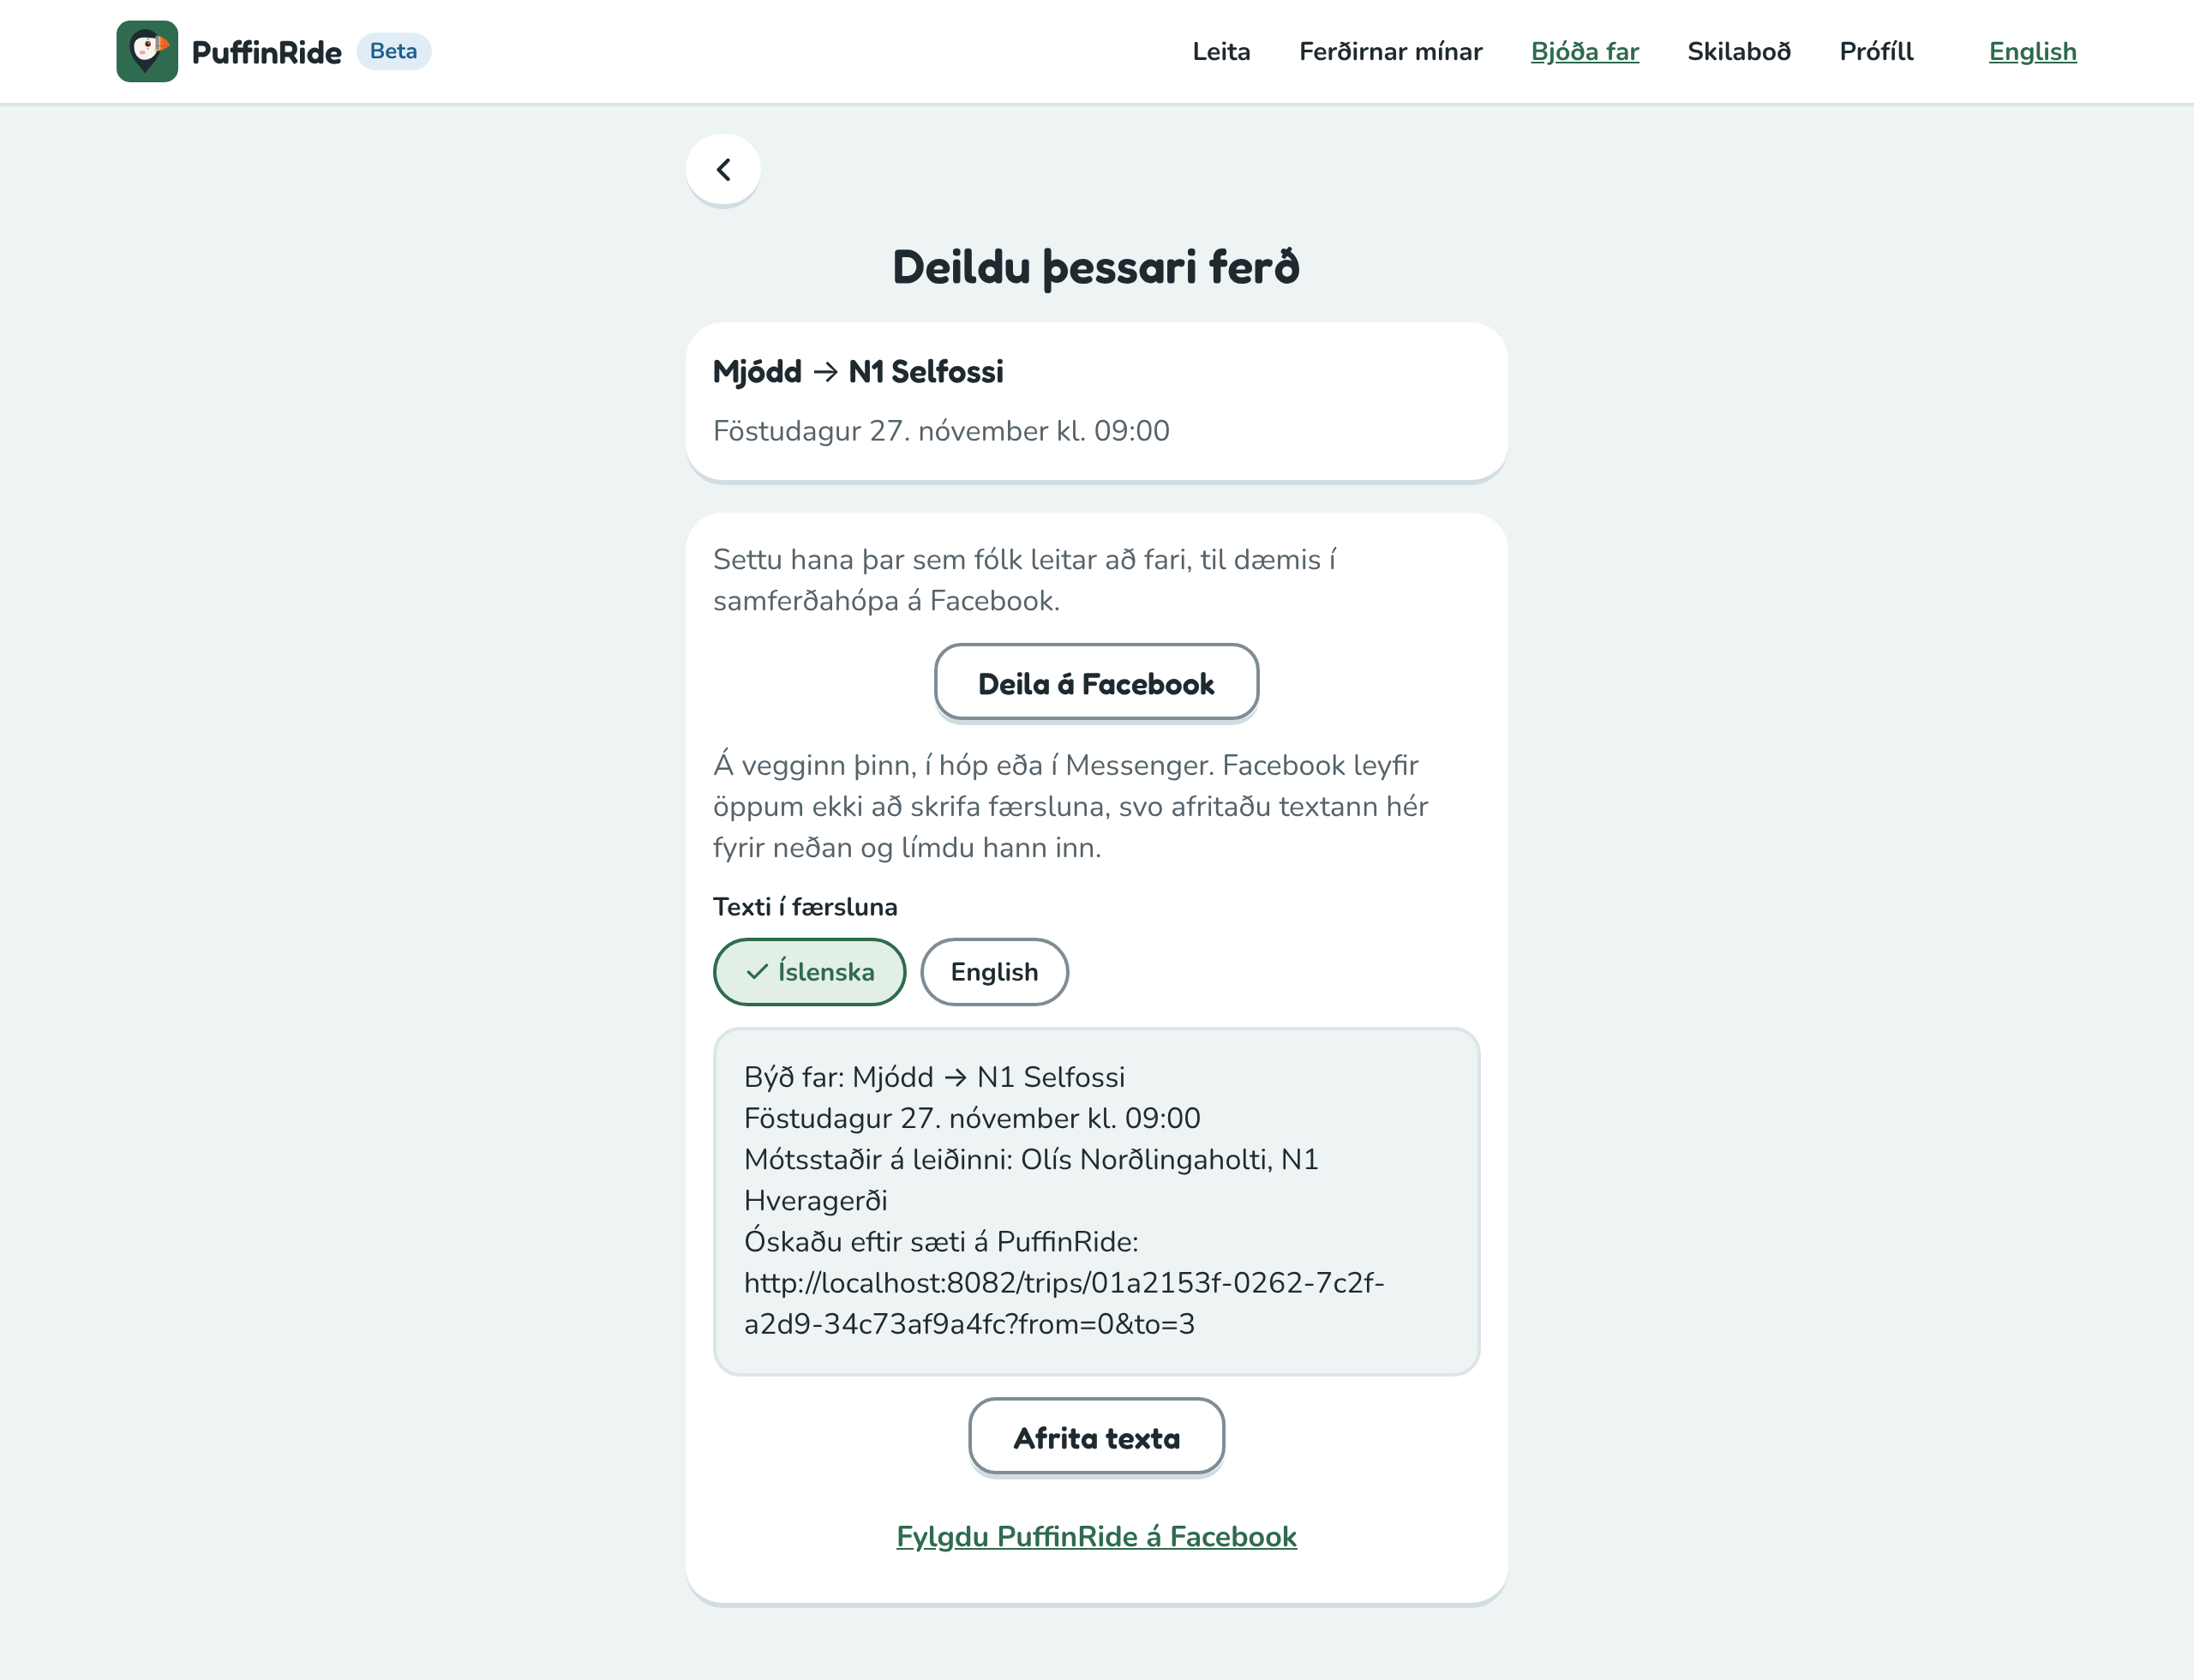 PuffinRide Beta Leita Ferðirnar mínar Bjóða far Skilaboð Prófíll English
Deildu þessari ferð
Mjódd → N1 Selfossi
Föstudagur 27. nóvember kl. 09:00
Settu hana þar sem fólk leitar að fari, til dæmis í
samferðahópa á Facebook.
Deila á Facebook
Á vegginn þinn, í hóp eða í Messenger. Facebook leyfir
öppum ekki að skrifa færsluna, svo afritaðu textann hér
fyrir neðan og límdu hann inn.
Texti í færsluna
Íslenska English
Býð far: Mjódd → N1 Selfossi
Föstudagur 27. nóvember kl. 09:00
Mótsstaðir á leiðinni: Olís Norðlingaholti, N1
Hveragerði
Óskaðu eftir sæti á PuffinRide:
http://localhost:8082/trips/01a2153f-0262-7c2f-
a2d9-34c73af9a4fc?from=0&to=3
Afrita texta
Fylgdu PuffinRide á Facebook